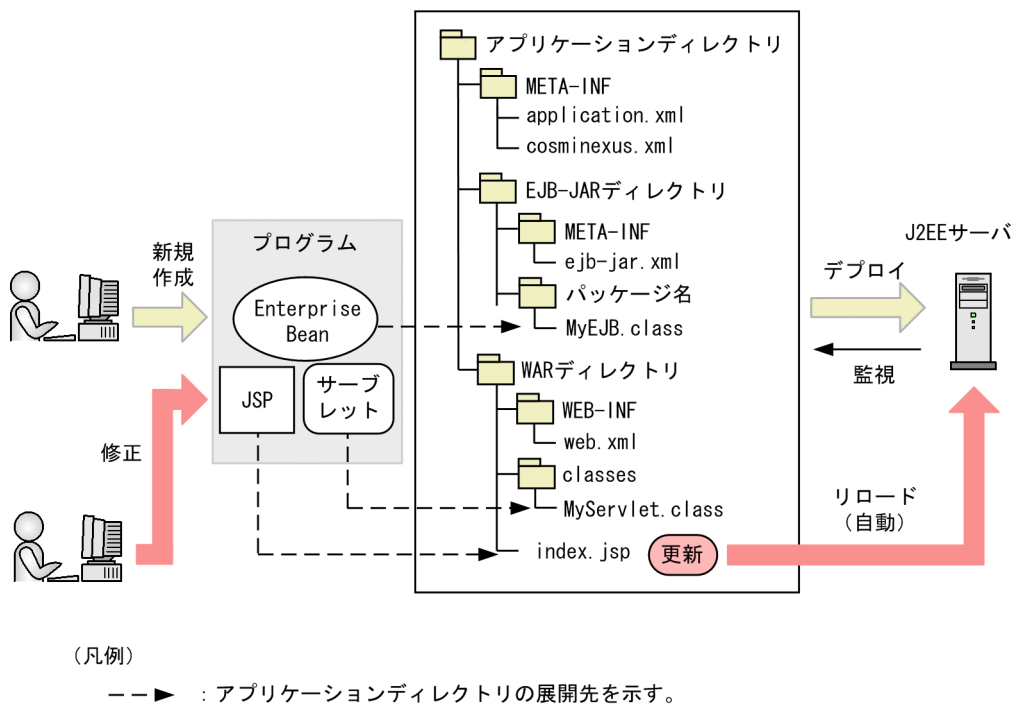 アプリケーションディレクトリ
META-INF
application.xml
cosminexus.xml
EJB-JARディレクトリ
META-INF
ejb-jar.xml
パッケージ名
MyEJB.class
WARディレクトリ
WEB-INF
web.xml
classes
MyServlet.class
index.jsp
更新
プログラム
Enterprise
Bean
JSP
サーブ
レット
新規
作成
修正
J2EEサーバ
デプロイ
監視
リロード
（自動）
（凡例）
：アプリケーションディレクトリの展開先を示す。